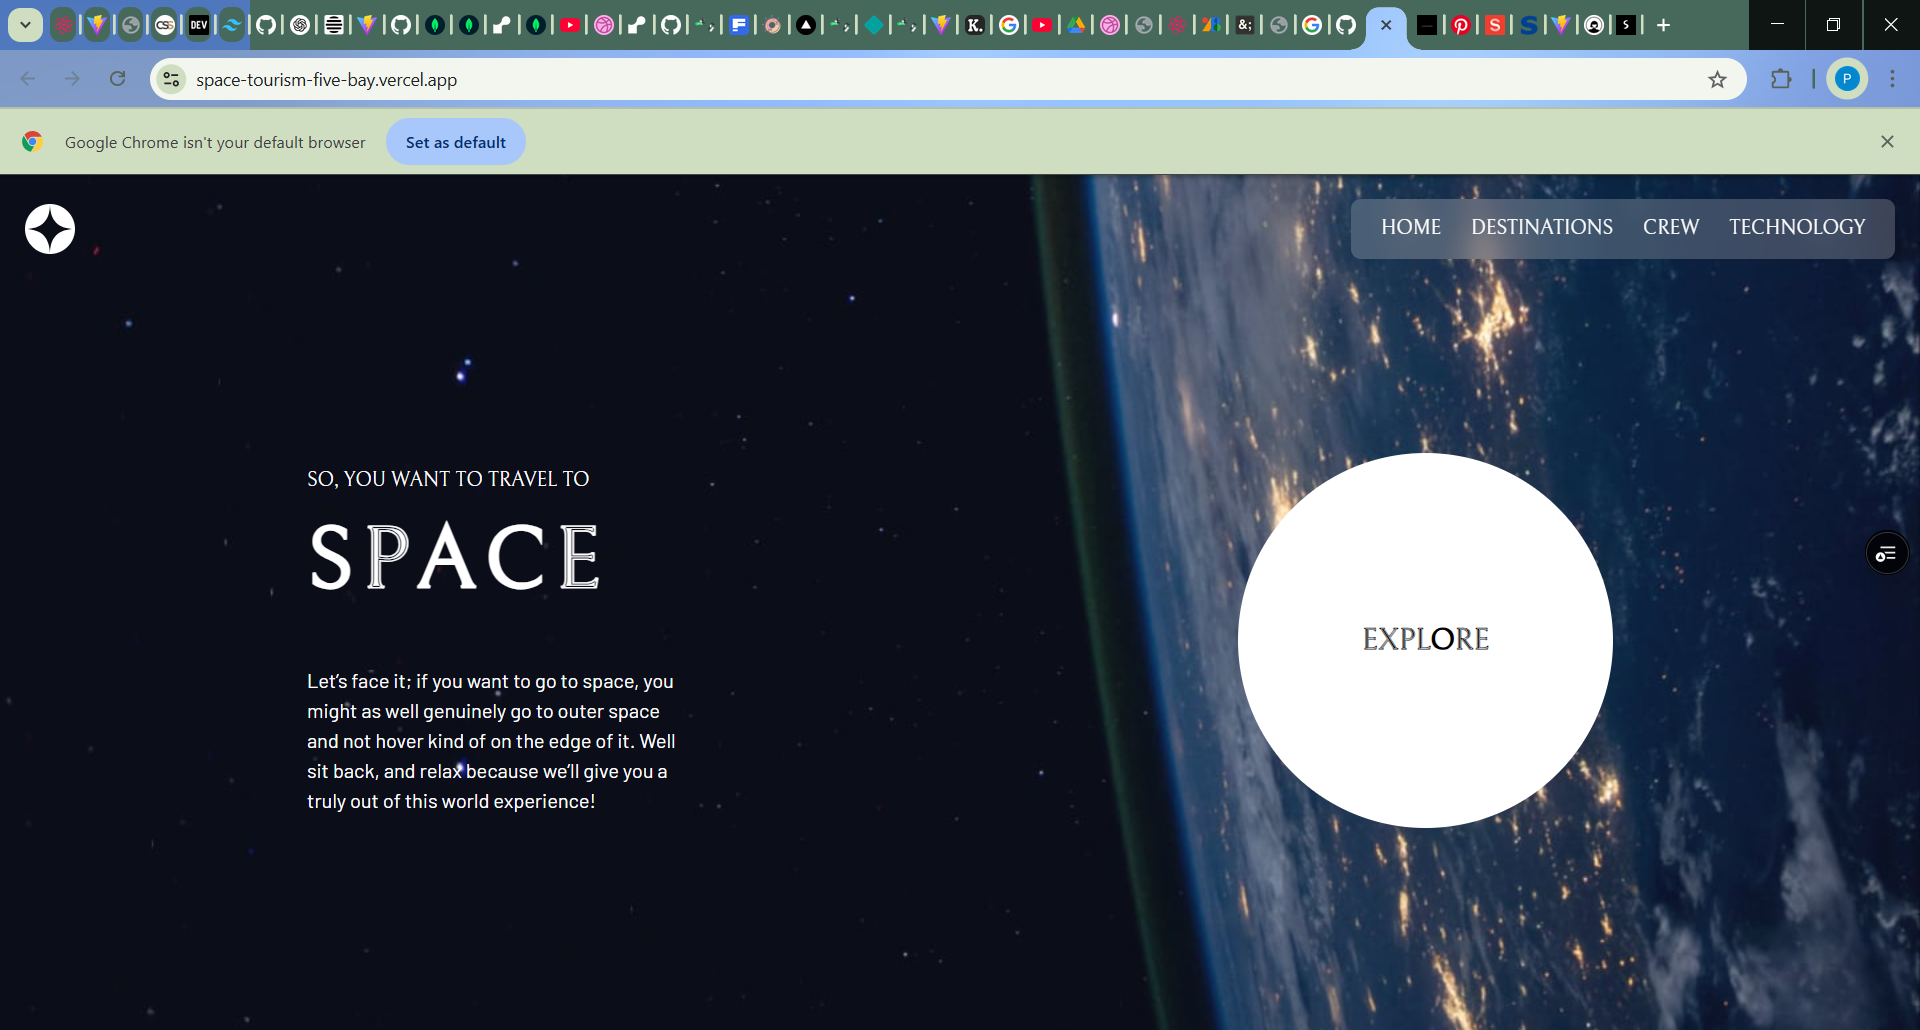 CSS
DEV
K.
&;
S
S
S
space-tourism-five-bay.vercel.app
P
Google Chrome isn't your default browser
Set as default
HOME DESTINATIONS CREW TECHNOLOGY
SO, YOU WANT TO TRAVEL TO
SPACE
Let's face it; if you want to go to space, you
might as well genuinely go to outer space
and not hover kind of on the edge of it. Well
sit back, and relax because we'll give you a
truly out of this world experience!
EXPLORE